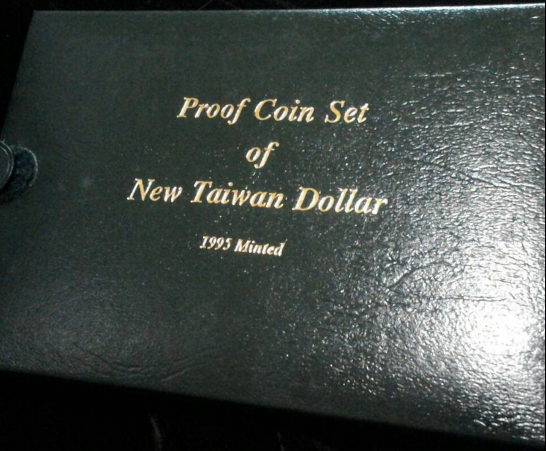 Proof Coin Set
of
New Taiwan Dollar
1995 Minted